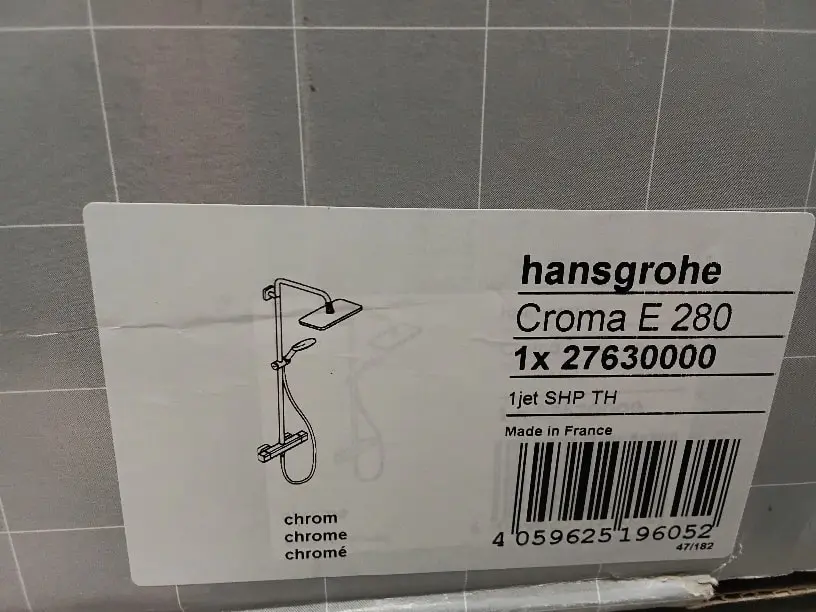 hansgrohe
Croma E 280
1x 27630000
1jet SHP TH
Made in France
4 059625 196052
47/182
chrom
chrome
chromé